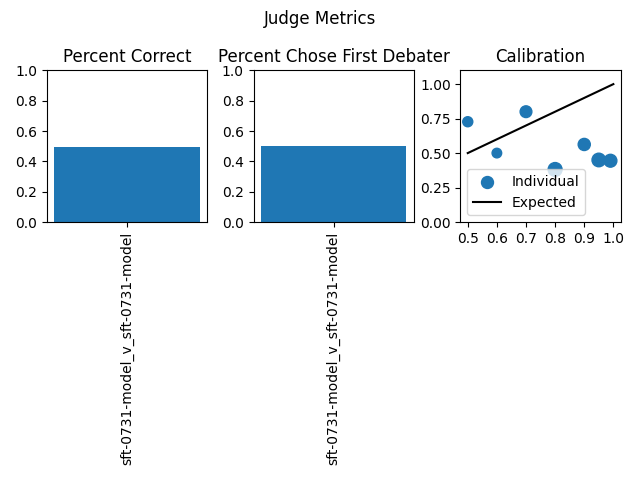 Judge Metrics
Percent Correct
1.0
0.8
0.6
0.4
0.2
0.0
sft-0731-model_v_sft-0731-model
Percent Chose First Debater
1.0
0.8
0.6
0.4
0.2
0.0
sft-0731-model_v_sft-0731-model
Calibration
1.00
0.75
0.50
0.25
0.00
Individual
Expected
0.5 0.6 0.7 0.8 0.9 1.0